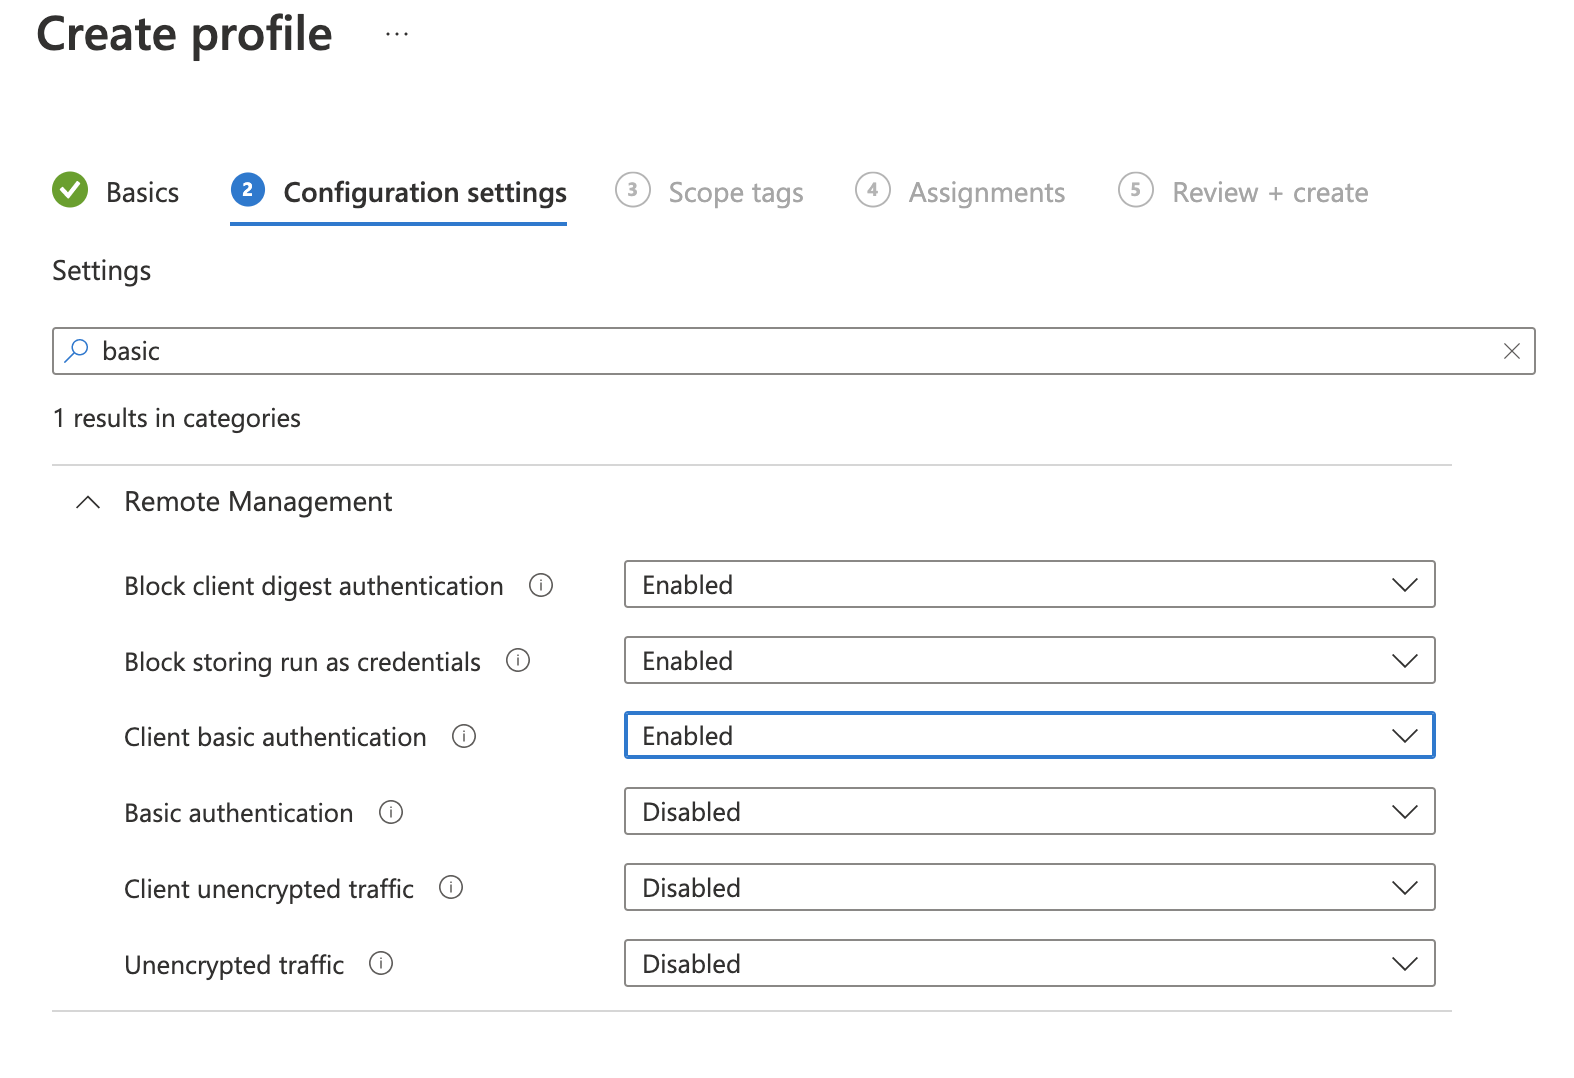 Create profile ...
Basics 2 Configuration settings 3 Scope tags 4 Assignments 5 Review + create
Settings
basic
1 results in categories
Remote Management
Block client digest authentication Enabled
Block storing run as credentials Enabled
Client basic authentication Enabled
Basic authentication Disabled
Client unencrypted traffic Disabled
Unencrypted traffic Disabled